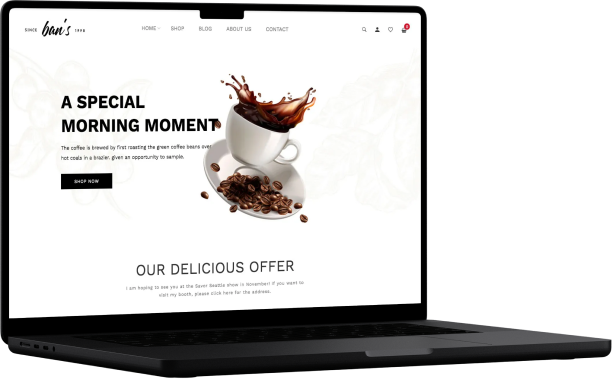 SINCE ban's 1998
HOME SHOP BLOG ABOUT US CONTACT
A SPECIAL
MORNING MOMENT
The coffee is brewed by first roasting the green coffee beans over
hot coals in a brazier. given an opportunity to sample.
SHOP NOW
OUR DELICIOUS OFFER
I am hoping to see you at the Savor Seattle show in November! If you want to
visit my booth, please click here for the address.